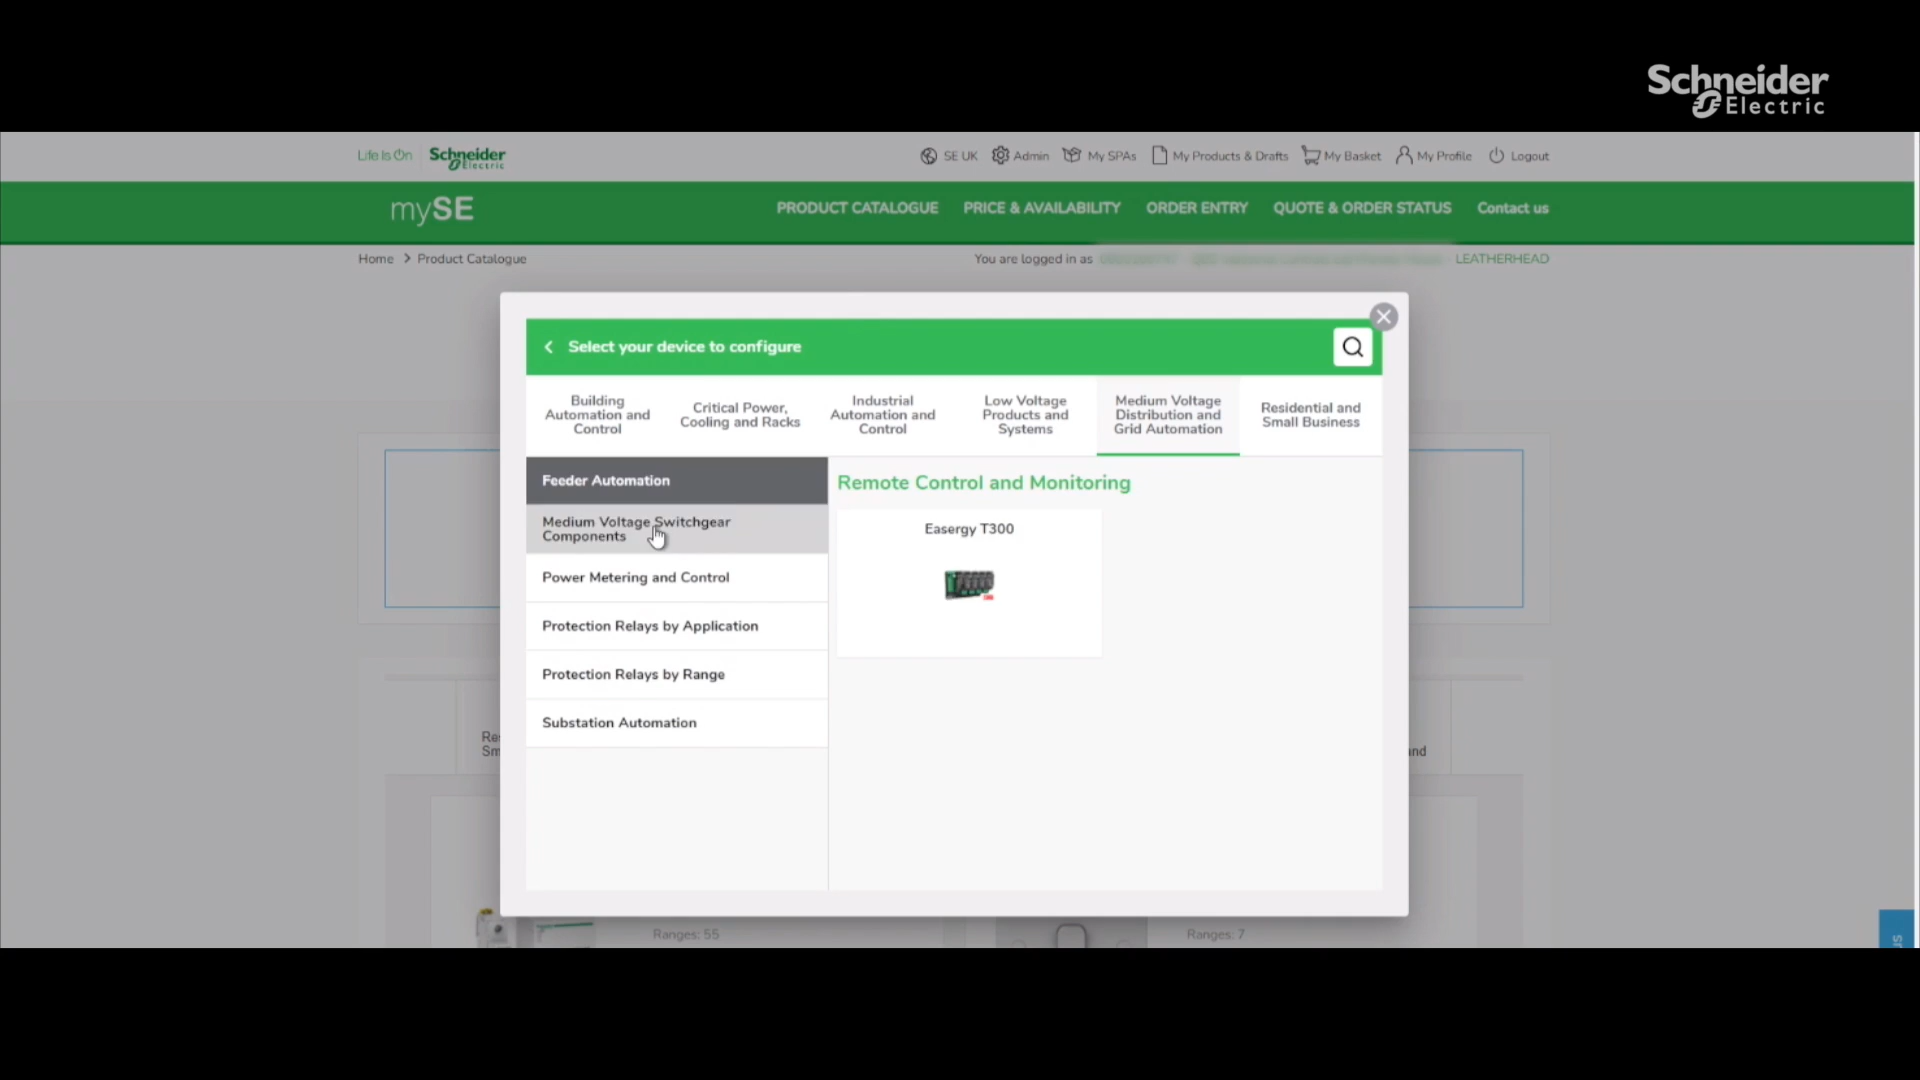 Schneider
Electric
Life Is On
Schneider
Electric
SE UK
Admin
My SPAs
My Products & Drafts
My Basket
My Profile
Logout
mySE
PRODUCT CATALOGUE
PRICE & AVAILABILITY
ORDER ENTRY
QUOTE & ORDER STATUS
Contact us
Home > Product Catalogue
You are logged in as
- LEATHERHEAD
Select your device to configure
Building
Automation and
Control
Critical Power,
Cooling and Racks
Industrial
Automation and
Control
Low Voltage
Products and
Systems
Medium Voltage
Distribution and
Grid Automation
Residential and
Small Business
Feeder Automation
Medium Voltage Switchgear
Components
Power Metering and Control
Protection Relays by Application
Protection Relays by Range
Substation Automation
Remote Control and Monitoring
Easergy T300
Ranges: 55
Ranges: 7